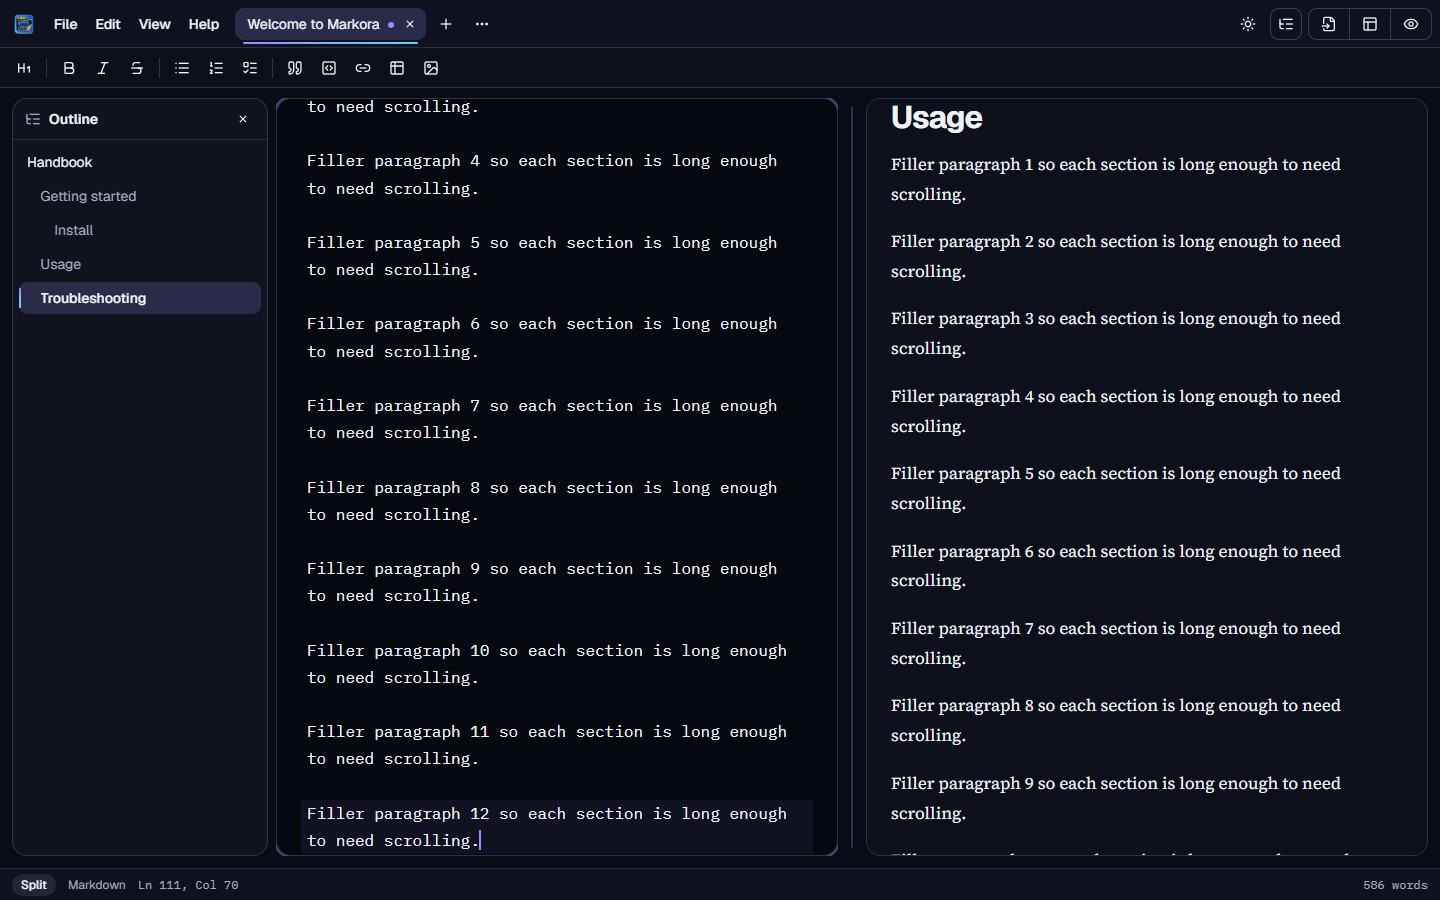 File Edit View Help Welcome to Markora
H1
Outline
Handbook
Getting started
Install
Usage
Troubleshooting
to need scrolling.
Filler paragraph 4 so each section is long enough
to need scrolling.
Filler paragraph 5 so each section is long enough
to need scrolling.
Filler paragraph 6 so each section is long enough
to need scrolling.
Filler paragraph 7 so each section is long enough
to need scrolling.
Filler paragraph 8 so each section is long enough
to need scrolling.
Filler paragraph 9 so each section is long enough
to need scrolling.
Filler paragraph 10 so each section is long enough
to need scrolling.
Filler paragraph 11 so each section is long enough
to need scrolling.
Filler paragraph 12 so each section is long enough
to need scrolling.
Usage
Filler paragraph 1 so each section is long enough to need
scrolling.
Filler paragraph 2 so each section is long enough to need
scrolling.
Filler paragraph 3 so each section is long enough to need
scrolling.
Filler paragraph 4 so each section is long enough to need
scrolling.
Filler paragraph 5 so each section is long enough to need
scrolling.
Filler paragraph 6 so each section is long enough to need
scrolling.
Filler paragraph 7 so each section is long enough to need
scrolling.
Filler paragraph 8 so each section is long enough to need
scrolling.
Filler paragraph 9 so each section is long enough to need
scrolling.
Split Markdown Ln 111, Col 70
586 words